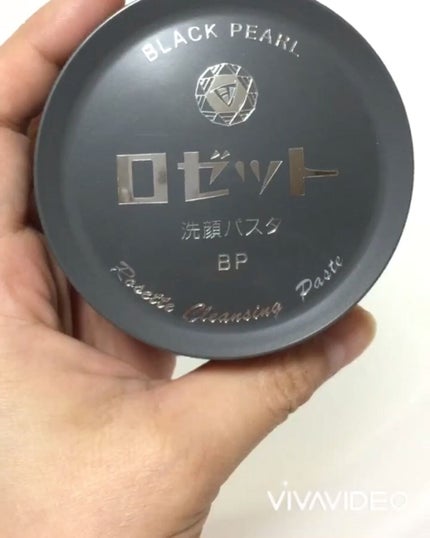 BLACK PEARL
ロゼット
洗顔パスタ
BP
Rosette Cleansing Paste
VIVAVIDEO